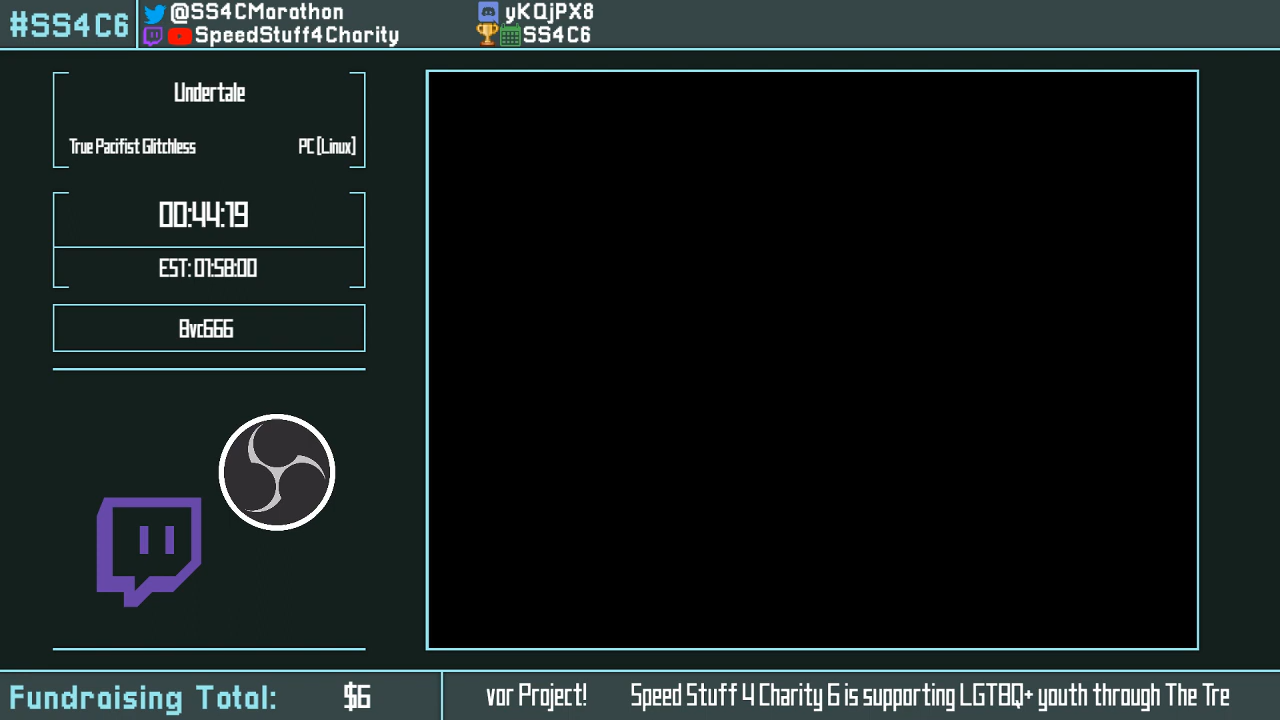 #SS4C6
@SS4CMarathon
SpeedStuff4Charity
yKQjPX8
SS4C6
Undertale
True Pacifist Glitchless
PC [Linux]
00:44:19
EST: 01:58:00
8vc666
Fundraising Total: $6
vor Project! Speed Stuff 4 Charity 6 is supporting LGTBQ+ youth through The Tre